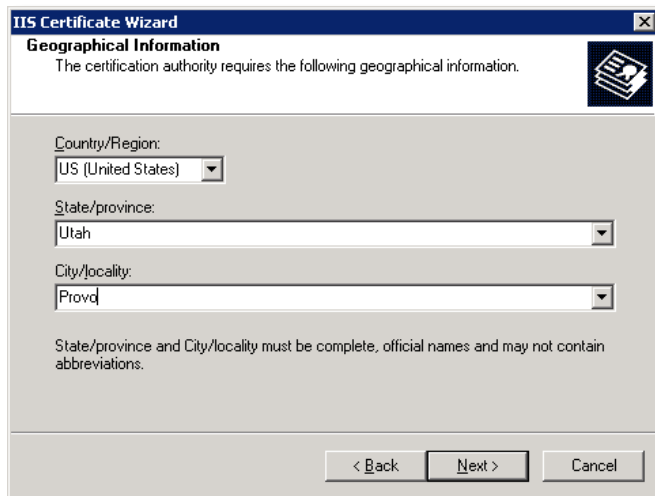 IIS Certificate Wizard
Geographical Information
The certification authority requires the following geographical information.
Country/Region:
US (United States)
State/province:
Utah
City/locality:
Provo
State/province and City/locality must be complete, official names and may not contain
abbreviations.
< Back Next > Cancel